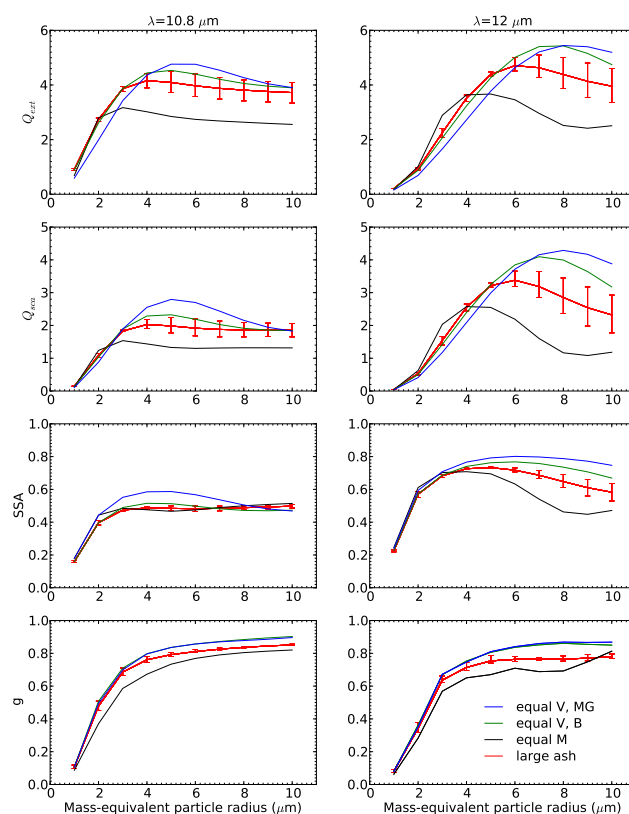 λ=10.8 μm
λ=12 μm
6
4
2
0
Q_ext
0 2 4 6 8 10
6
4
2
0
0 2 4 6 8 10
5
4
3
2
1
0
Q_sca
0 2 4 6 8 10
5
4
3
2
1
0
0 2 4 6 8 10
1.0
0.8
0.6
0.4
0.2
0.0
SSA
0 2 4 6 8 10
1.0
0.8
0.6
0.4
0.2
0.0
0 2 4 6 8 10
1.0
0.8
0.6
0.4
0.2
0.0
g
0 2 4 6 8 10
Mass-equivalent particle radius (μm)
1.0
0.8
0.6
0.4
0.2
0.0
equal V, MG
equal V, B
equal M
large ash
0 2 4 6 8 10
Mass-equivalent particle radius (μm)